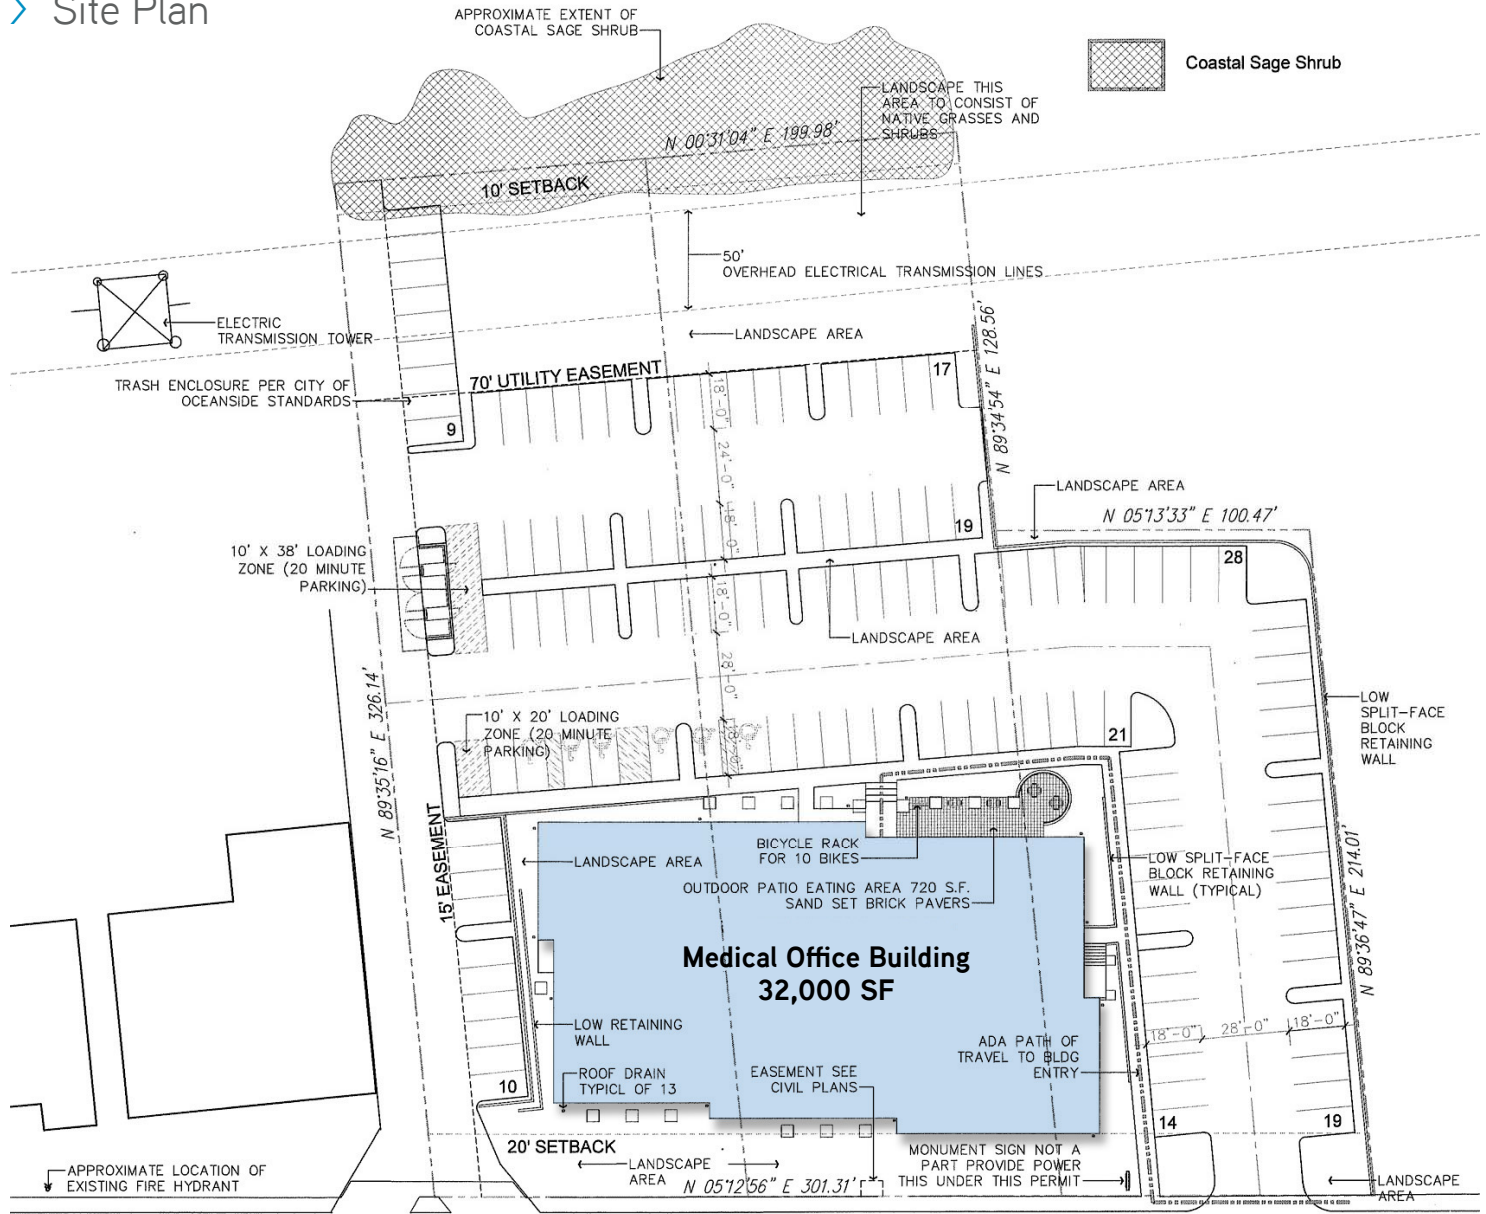 Site Plan
APPROXIMATE EXTENT OF
COASTAL SAGE SHRUB
Coastal Sage Shrub
LANDSCAPE THIS
AREA TO CONSIST OF
NATIVE GRASSES AND
SHRUBS
N 00°31'04" E 199.98'
10' SETBACK
50'
OVERHEAD ELECTRICAL TRANSMISSION LINES
ELECTRIC
TRANSMISSION TOWER
LANDSCAPE AREA
N 89°34'54" E 128.56'
TRASH ENCLOSURE PER CITY OF
OCEANSIDE STANDARDS
70' UTILITY EASEMENT
17
18'-0"
9
24'-0"
LANDSCAPE AREA
N 05°13'33" E 100.47'
18'-0"
19
10' X 38' LOADING
ZONE (20 MINUTE
PARKING)
28
18'-0"
LANDSCAPE AREA
28'-0"
N 89°35'16" E 326.14'
10' X 20' LOADING
ZONE (20 MINUTE
PARKING)
18'-0"
21
LOW
SPLIT-FACE
BLOCK
RETAINING
WALL
15' EASEMENT
LANDSCAPE AREA
BICYCLE RACK
FOR 10 BIKES
OUTDOOR PATIO EATING AREA 720 S.F.
SAND SET BRICK PAVERS
LOW SPLIT-FACE
BLOCK RETAINING
WALL (TYPICAL)
N 89°36'47" E 214.01'
Medical Office Building
32,000 SF
LOW RETAINING
WALL
ADA PATH OF
TRAVEL TO BLDG
ENTRY
18'-0"
28'-0"
18'-0"
10
ROOF DRAIN
TYPICL OF 13
EASEMENT SEE
CIVIL PLANS
14
19
20' SETBACK
MONUMENT SIGN NOT A
PART PROVIDE POWER
THIS UNDER THIS PERMIT
APPROXIMATE LOCATION OF
EXISTING FIRE HYDRANT
LANDSCAPE
AREA
N 05°12'56" E 301.31'
LANDSCAPE
AREA